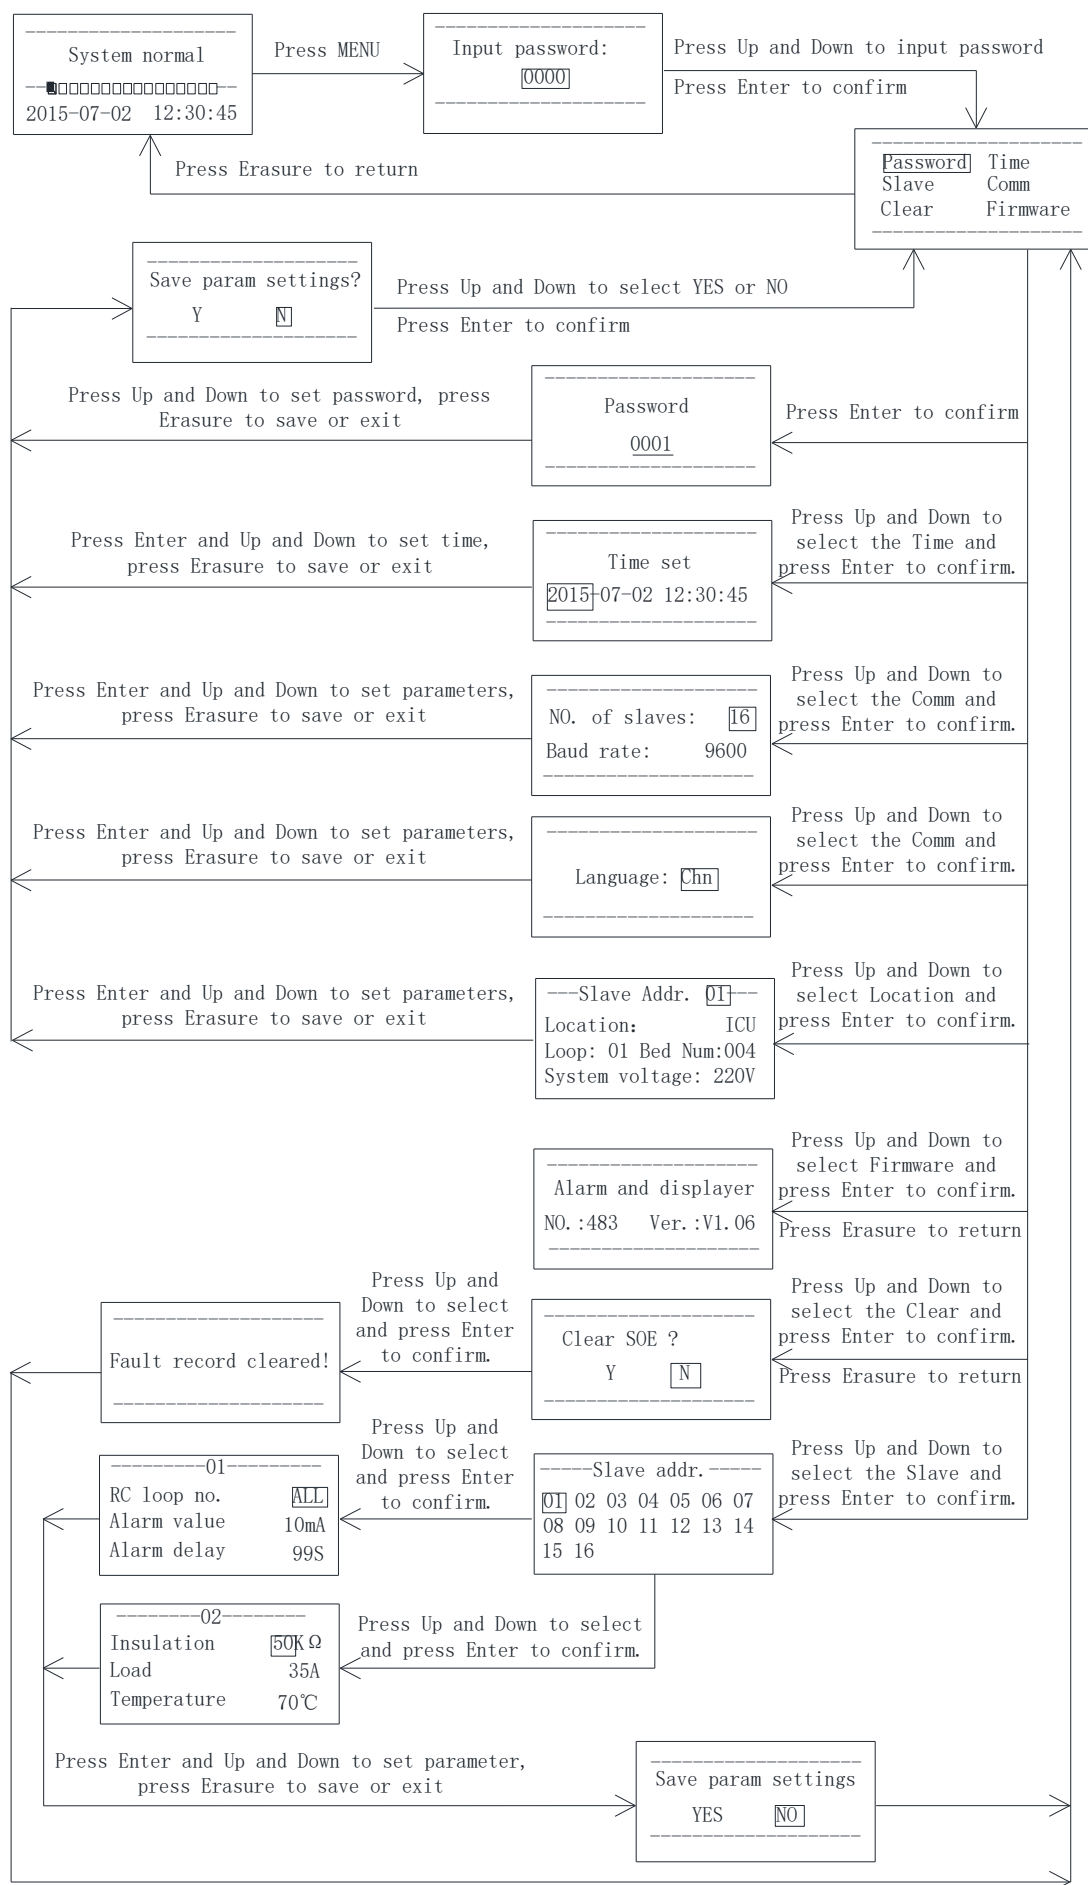 System normal
2015-07-02 12:30:45
Press MENU
Input password:
0000
Press Up and Down to input password
Press Enter to confirm
Password Time
Slave Comm
Clear Firmware
Press Erasure to return
Save param settings?
Y N
Press Up and Down to select YES or NO
Press Enter to confirm
Press Up and Down to set password, press
Erasure to save or exit
Password
0001
Press Enter to confirm
Press Enter and Up and Down to set time,
press Erasure to save or exit
Time set
2015-07-02 12:30:45
Press Up and Down to
select the Time and
press Enter to confirm.
Press Enter and Up and Down to set parameters,
press Erasure to save or exit
NO. of slaves: 16
Baud rate: 9600
Press Up and Down to
select the Comm and
press Enter to confirm.
Press Enter and Up and Down to set parameters,
press Erasure to save or exit
Language: Chn
Press Up and Down to
select the Comm and
press Enter to confirm.
Press Enter and Up and Down to set parameters,
press Erasure to save or exit
---Slave Addr. 01---
Location: ICU
Loop: 01 Bed Num:004
System voltage: 220V
Press Up and Down to
select Location and
press Enter to confirm.
Alarm and displayer
NO.:483 Ver.:V1.06
Press Up and Down to
select Firmware and
press Enter to confirm.
Press Erasure to return
Fault record cleared!
Press Up and
Down to select
and press Enter
to confirm.
Clear SOE ?
Y N
Press Up and Down to
select the Clear and
press Enter to confirm.
Press Erasure to return
---------01---------
RC loop no. ALL
Alarm value 10mA
Alarm delay 99S
Press Up and
Down to select
and press Enter
to confirm.
-----Slave addr.-----
01 02 03 04 05 06 07
08 09 10 11 12 13 14
15 16
Press Up and Down to
select the Slave and
press Enter to confirm.
--------02--------
Insulation 50KΩ
Load 35A
Temperature 70℃
Press Up and Down to select
and press Enter to confirm.
Press Enter and Up and Down to set parameter,
press Erasure to save or exit
Save param settings
YES NO